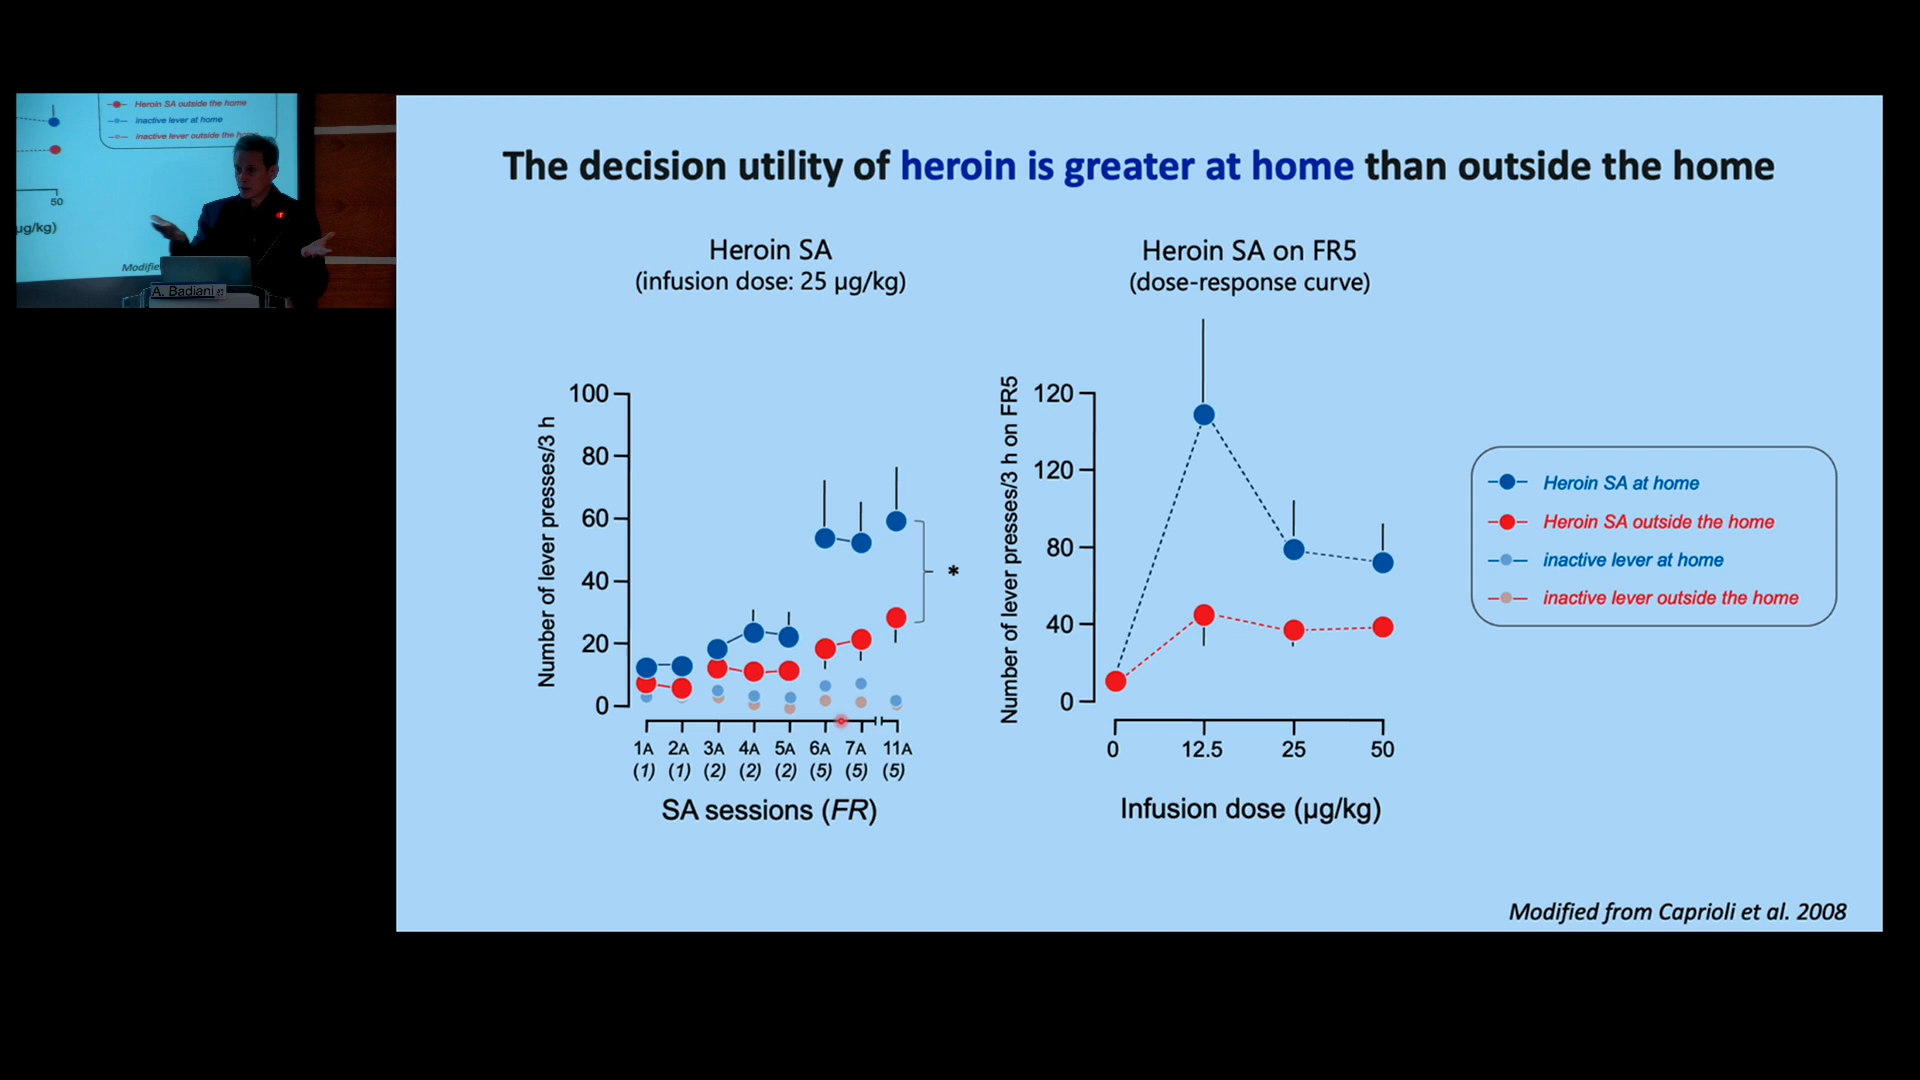 Heroin SA outside the home
inactive lever at home
inactive lever outside the home
50
µg/kg)
Modifie
A. Badiani
The decision utility of heroin is greater at home than outside the home
Heroin SA
(infusion dose: 25 µg/kg)
Number of lever presses/3 h
100
80
60
40
20
0
1A 2A 3A 4A 5A 6A 7A 11A
(1) (1) (2) (2) (2) (5) (5) (5)
SA sessions (FR)
*
Heroin SA on FR5
(dose-response curve)
Number of lever presses/3 h on FR5
120
120
80
40
0
0 12.5 25 50
Infusion dose (µg/kg)
Heroin SA at home
Heroin SA outside the home
inactive lever at home
inactive lever outside the home
Modified from Caprioli et al. 2008